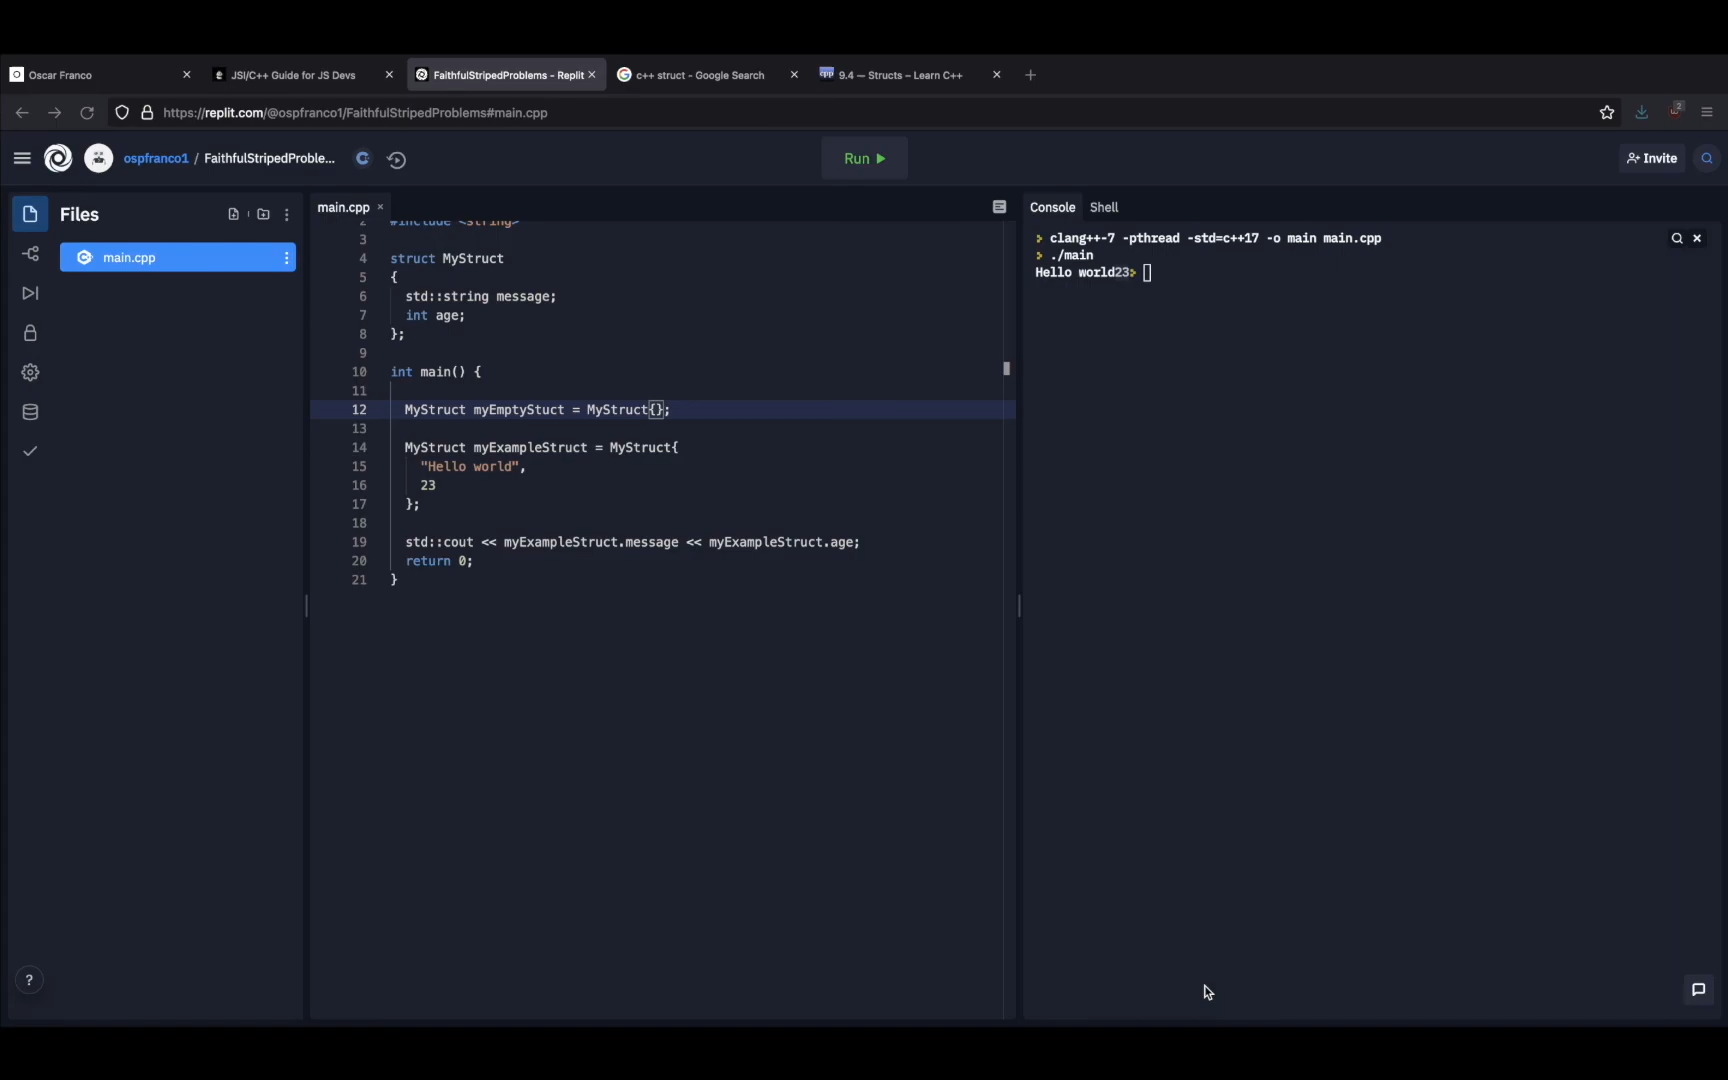 Oscar Franco
JSI/C++ Guide for JS Devs
FaithfulStripedProblems - Replit
c++ struct - Google Search
9.4 — Structs – Learn C++
https://replit.com/@ospfranco1/FaithfulStripedProblems#main.cpp
2
ospfranco1 / FaithfulStripedProble...
Run
Invite
Files
main.cpp
main.cpp
2 #include <string>
3
4 struct MyStruct
5 {
6 std::string message;
7 int age;
8 };
9
10 int main() {
11
12 MyStruct myEmptyStuct = MyStruct{};
13
14 MyStruct myExampleStruct = MyStruct{
15 "Hello world",
16 23
17 };
18
19 std::cout << myExampleStruct.message << myExampleStruct.age;
20 return 0;
21 }
Console Shell
clang++-7 -pthread -std=c++17 -o main main.cpp
./main
Hello world23
?